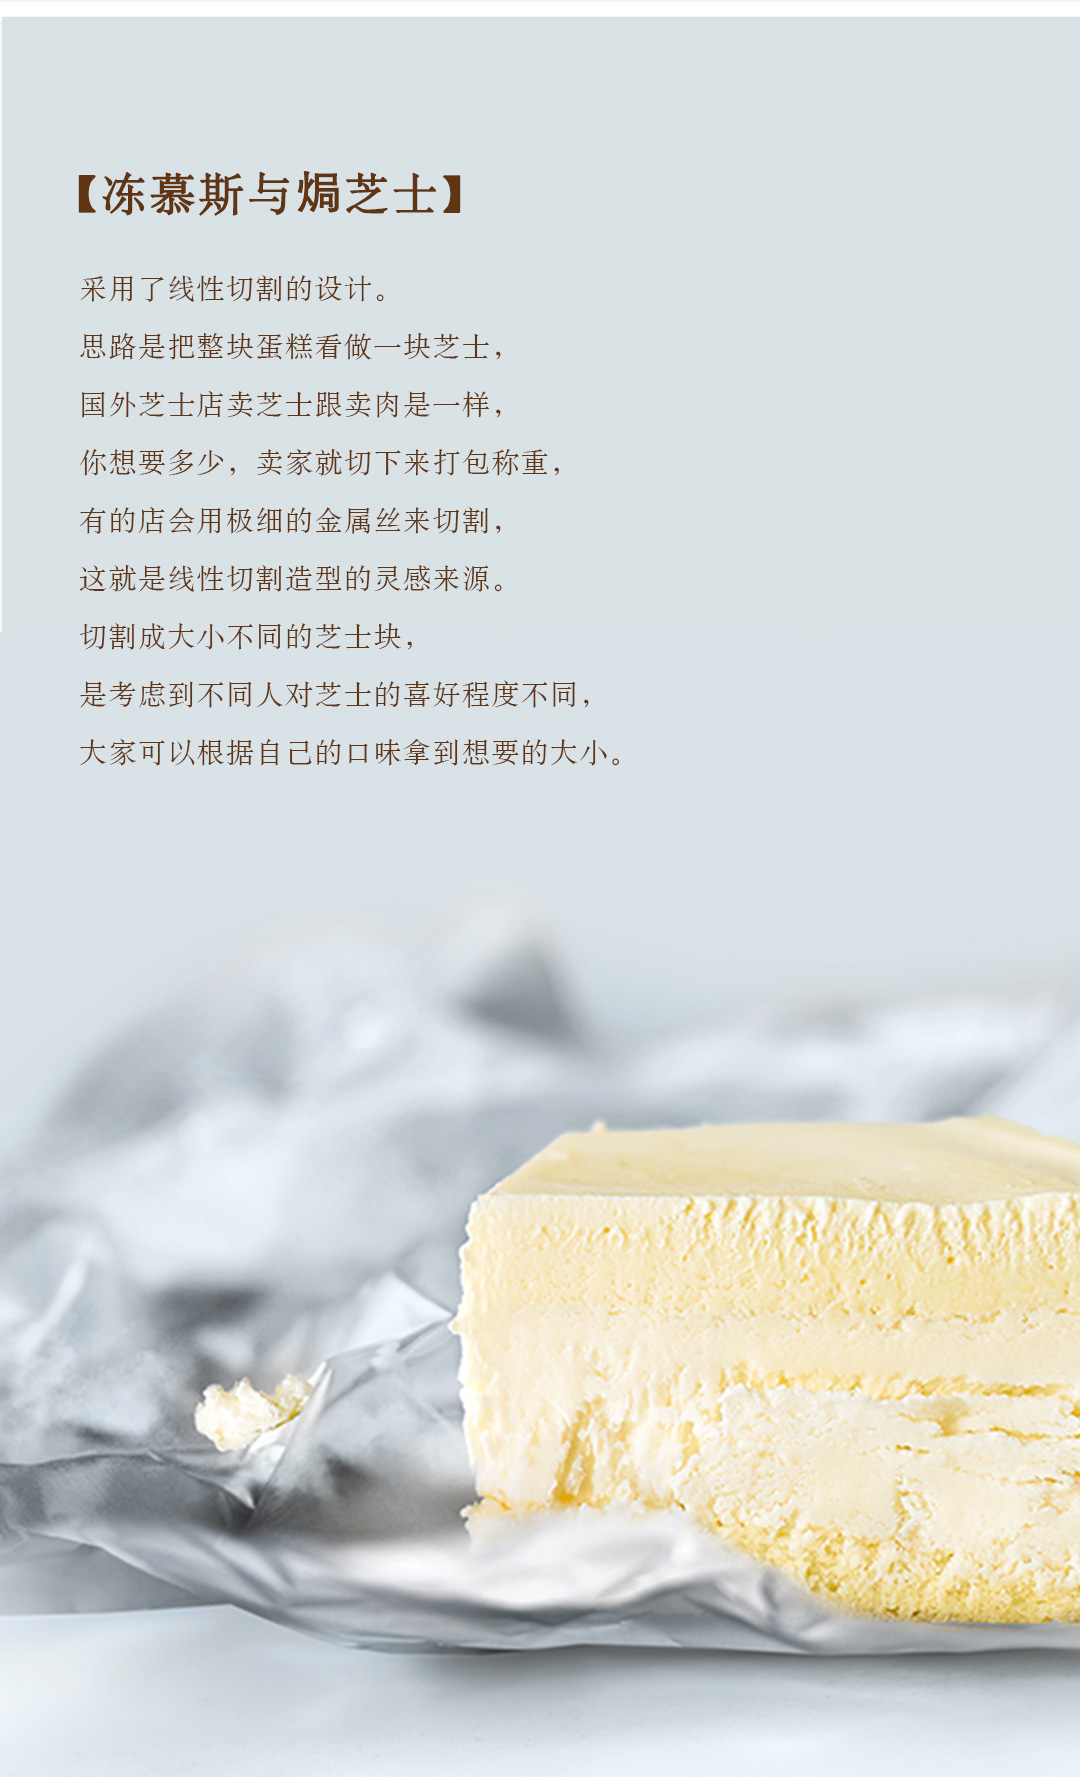 【冻慕斯与焗芝士】
采用了线性切割的设计。
思路是把整块蛋糕看做一块芝士，
国外芝士店卖芝士跟卖肉是一样，
你想要多少，卖家就切下来打包称重，
有的店会用极细的金属丝来切割，
这就是线性切割造型的灵感来源。
切割成大小不同的芝士块，
是考虑到不同人对芝士的喜好程度不同，
大家可以根据自己的口味拿到想要的大小。